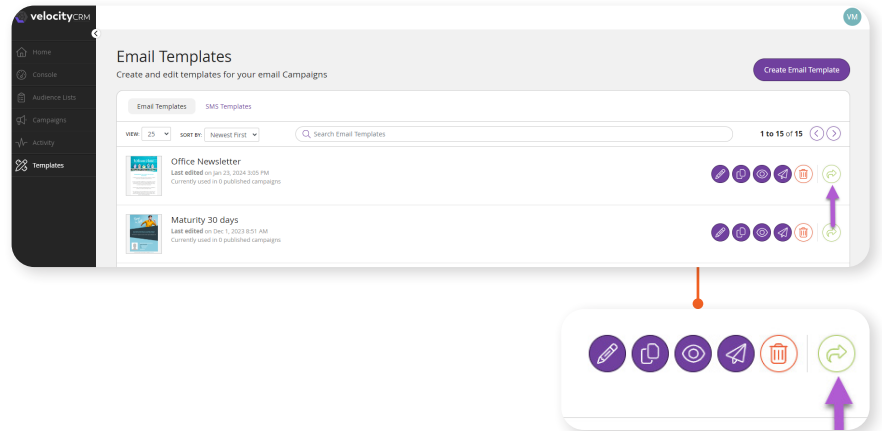 velocityCRM
VM
Home
Console
Audience Lists
Campaigns
Activity
Templates
Email Templates
Create and edit templates for your email Campaigns
Create Email Template
Email Templates SMS Templates
VIEW: 25 SORT BY: Newest First Search Email Templates 1 to 15 of 15
Office Newsletter
Last edited on Jan 23, 2024 3:05 PM
Currently used in 0 published campaigns
Maturity 30 days
Last edited on Dec 1, 2023 8:51 AM
Currently used in 0 published campaigns